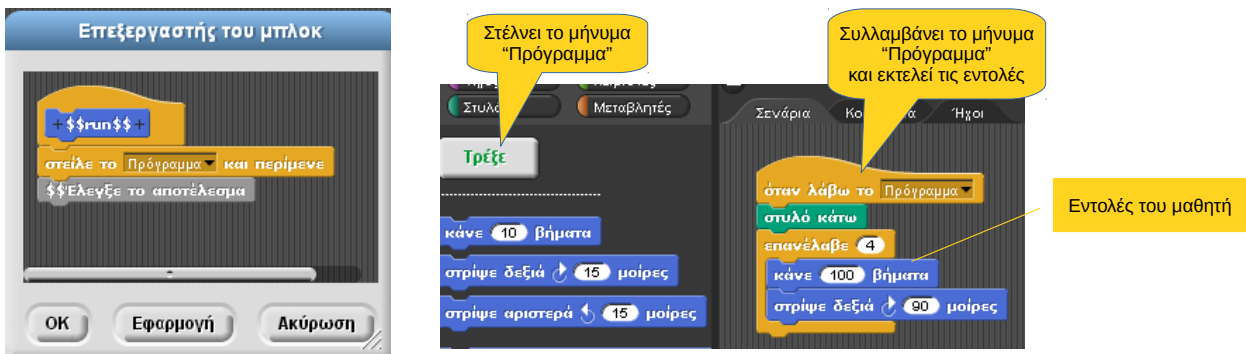 Επεξεργαστής του μπλοκ
+ $$run$$ +
στείλε το Πρόγραμμα και περίμενε
$$Έλεγξε το αποτέλεσμα
ΟΚ
Εφαρμογή
Ακύρωση
Στέλνει το μήνυμα
“Πρόγραμμα”
Συλλαμβάνει το μήνυμα
“Πρόγραμμα”
και εκτελεί τις εντολές
Μεταβλητές
Τρέξε
κάνε 10 βήματα
στρίψε δεξιά 15 μοίρες
στρίψε αριστερά 15 μοίρες
Σενάρια
Ήχοι
όταν λάβω το Πρόγραμμα
στυλό κάτω
επανέλαβε 4
κάνε 100 βήματα
στρίψε δεξιά 90 μοίρες
Εντολές του μαθητή